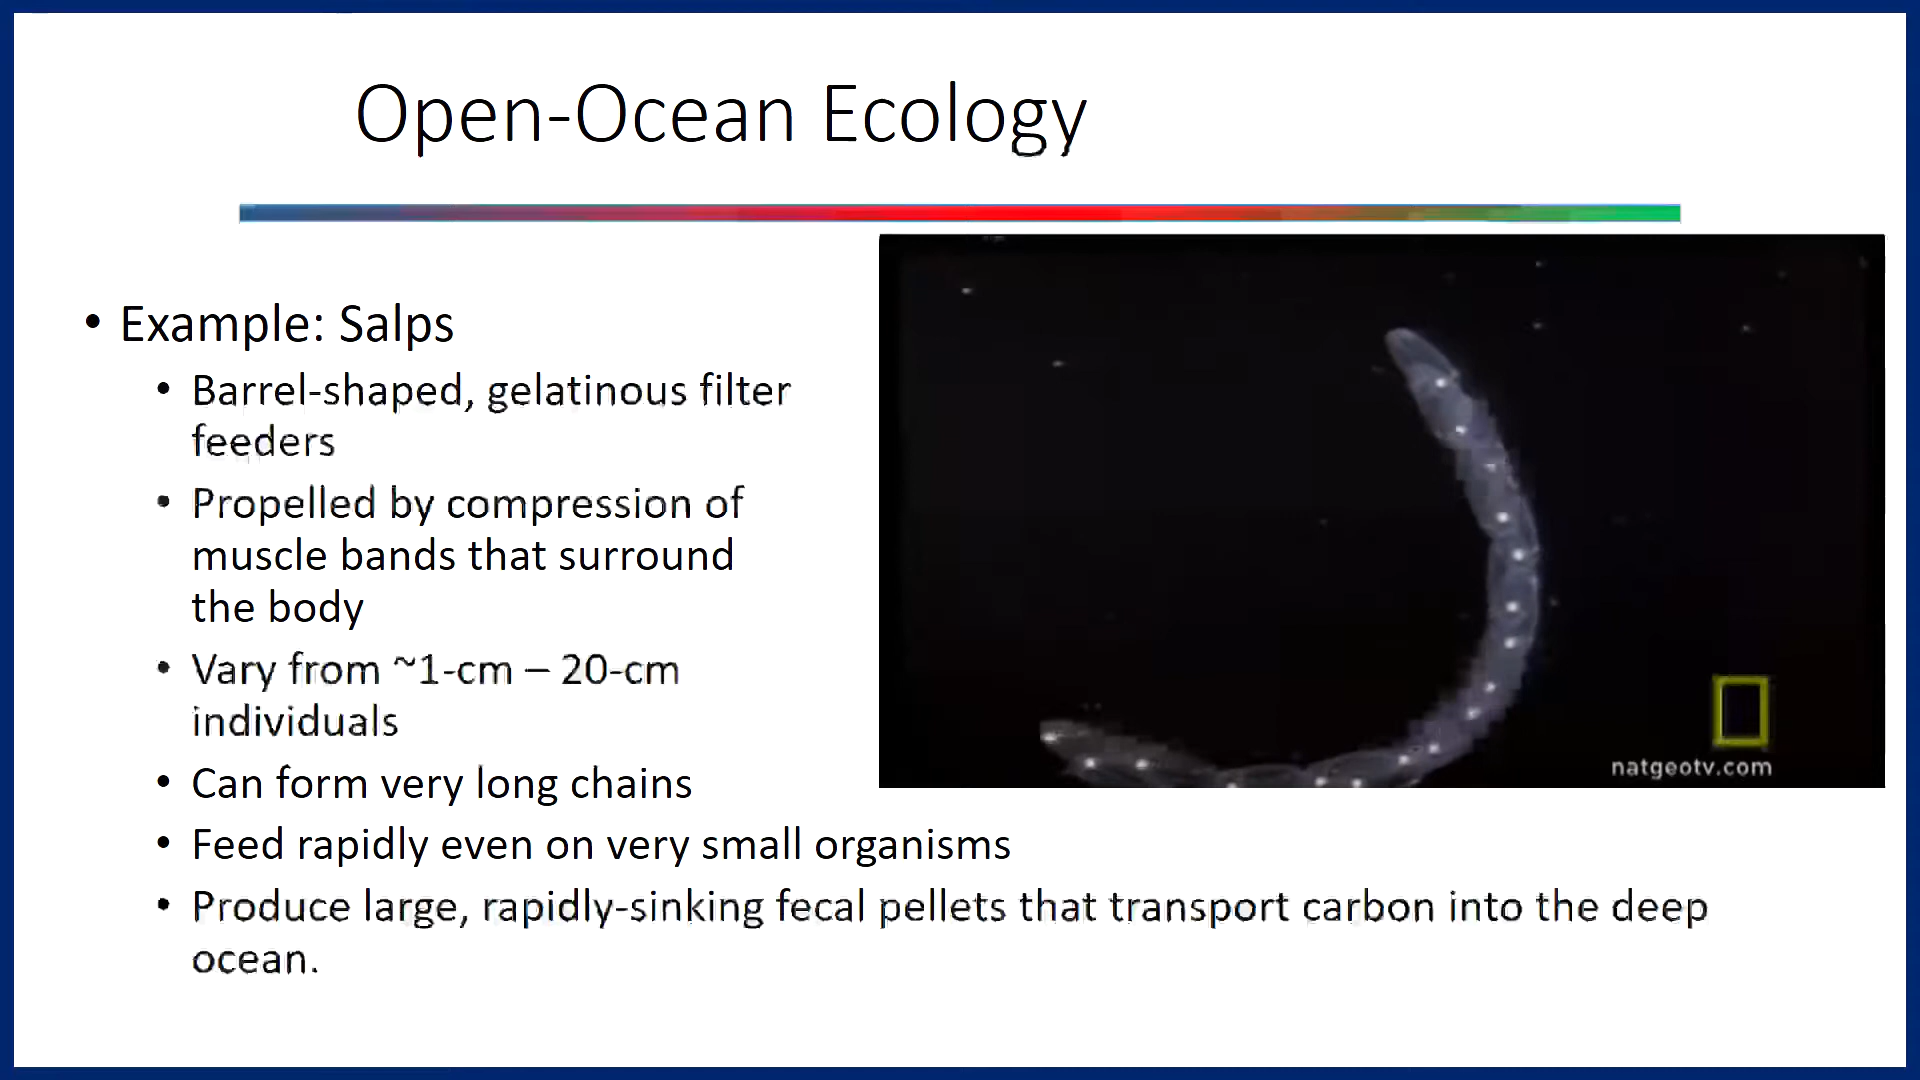 Open-Ocean Ecology
• Example: Salps
• Barrel-shaped, gelatinous filter
feeders
• Propelled by compression of
muscle bands that surround
the body
• Vary from ~1-cm – 20-cm
individuals
• Can form very long chains
• Feed rapidly even on very small organisms
• Produce large, rapidly-sinking fecal pellets that transport carbon into the deep
ocean.
natgeotv.com